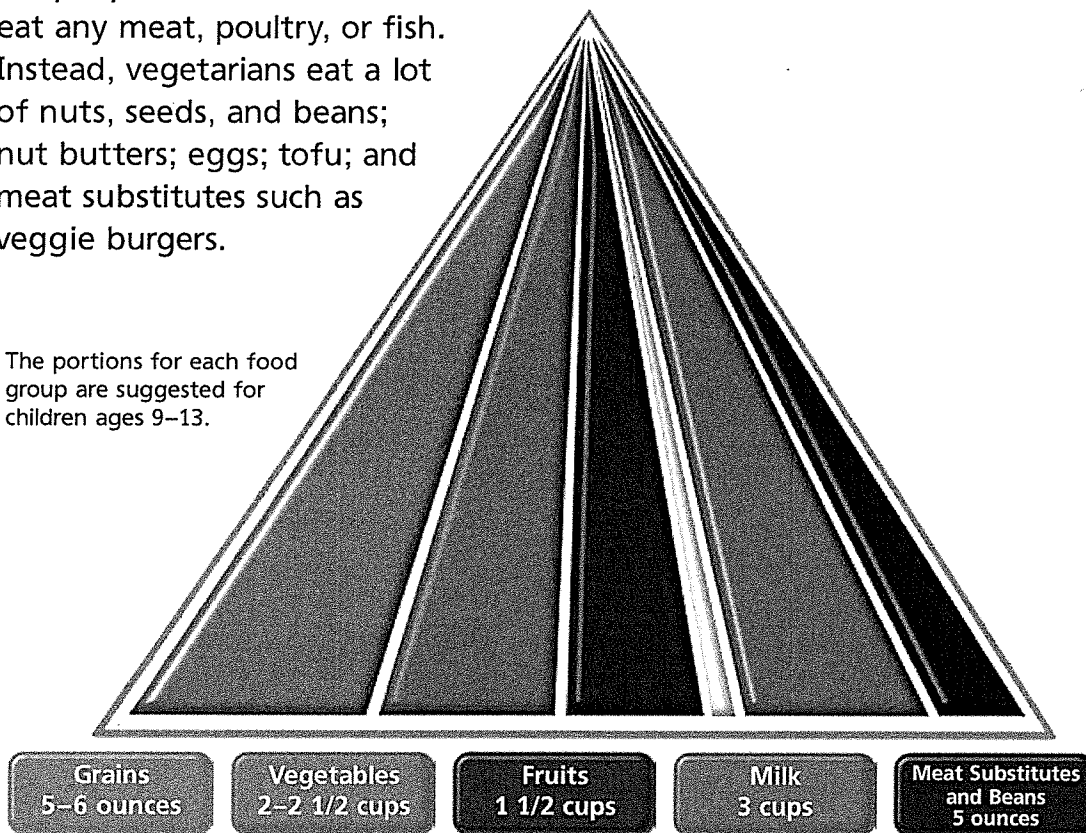 eat any meat, poultry, or fish.
Instead, vegetarians eat a lot
of nuts, seeds, and beans;
nut butters; eggs; tofu; and
meat substitutes such as
veggie burgers.
The portions for each food
group are suggested for
children ages 9–13.
Grains
5–6 ounces
Vegetables
2–2 1/2 cups
Fruits
1 1/2 cups
Milk
3 cups
Meat Substitutes
and Beans
5 ounces